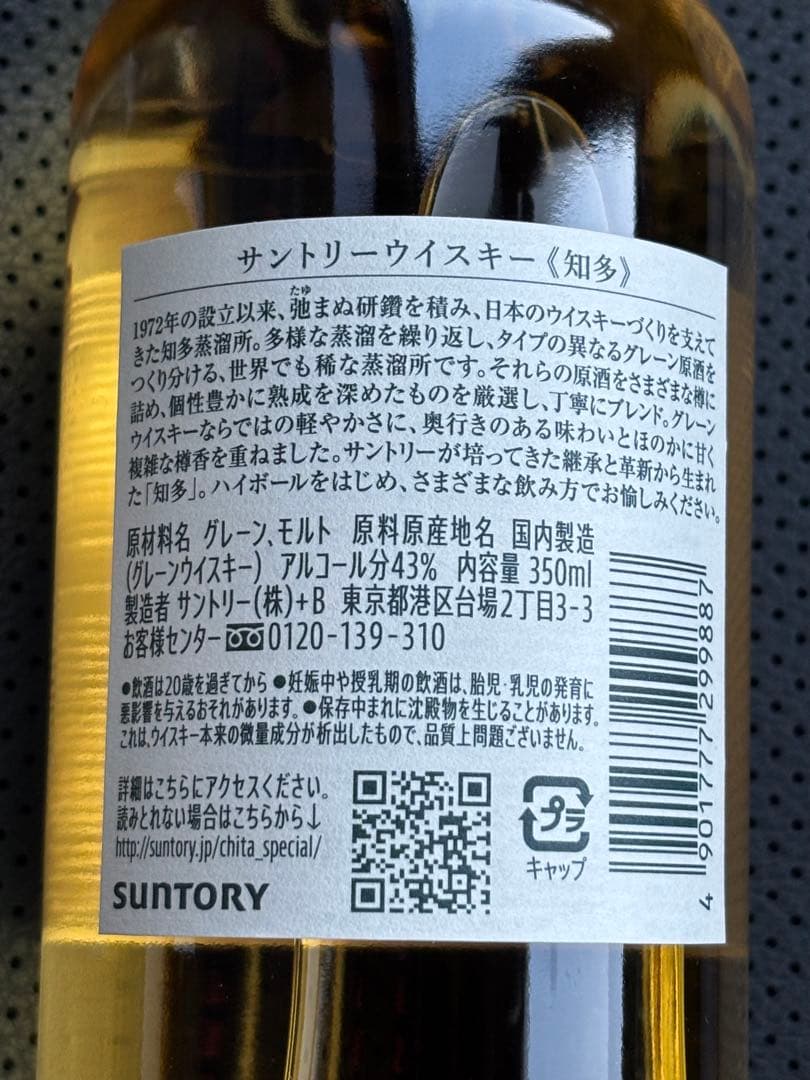 サントリーウイスキー《知多》
1972年の設立以来、弛まぬ研鑽を積み、日本のウイスキーづくりを支えて
たゆ
きた知多蒸溜所。多様な蒸溜を繰り返し、タイプの異なるグレーン原酒を
つくり分ける、世界でも稀な蒸溜所です。それらの原酒をさまざまな樽に
詰め、個性豊かに熟成を深めたものを厳選し、丁寧にブレンド。グレーン
ウイスキーならではの軽やかさに、奥行きのある味わいとほのかに甘く
複雑な樽香を重ねました。サントリーが培ってきた継承と革新から生まれ
た「知多」。ハイボールをはじめ、さまざまな飲み方でお愉しみください。
原材料名 グレーン、モルト 原料原産地名 国内製造
(グレーンウイスキー) アルコール分43% 内容量 350ml
製造者 サントリー(株)+B 東京都港区台場2丁目3-3
お客様センター 0120-139-310
●飲酒は20歳を過ぎてから ●妊娠中や授乳期の飲酒は、胎児・乳児の発育に
悪影響を与えるおそれがあります。●保存中まれに沈殿物を生じることがあります。
これは、ウイスキー本来の微量成分が析出したもので、品質上問題ございません。
詳細はこちらにアクセスください。
読みとれない場合はこちらから↓
http://suntory.jp/chita_special/
SUNTORY
プラ
キャップ
4 901777 299887